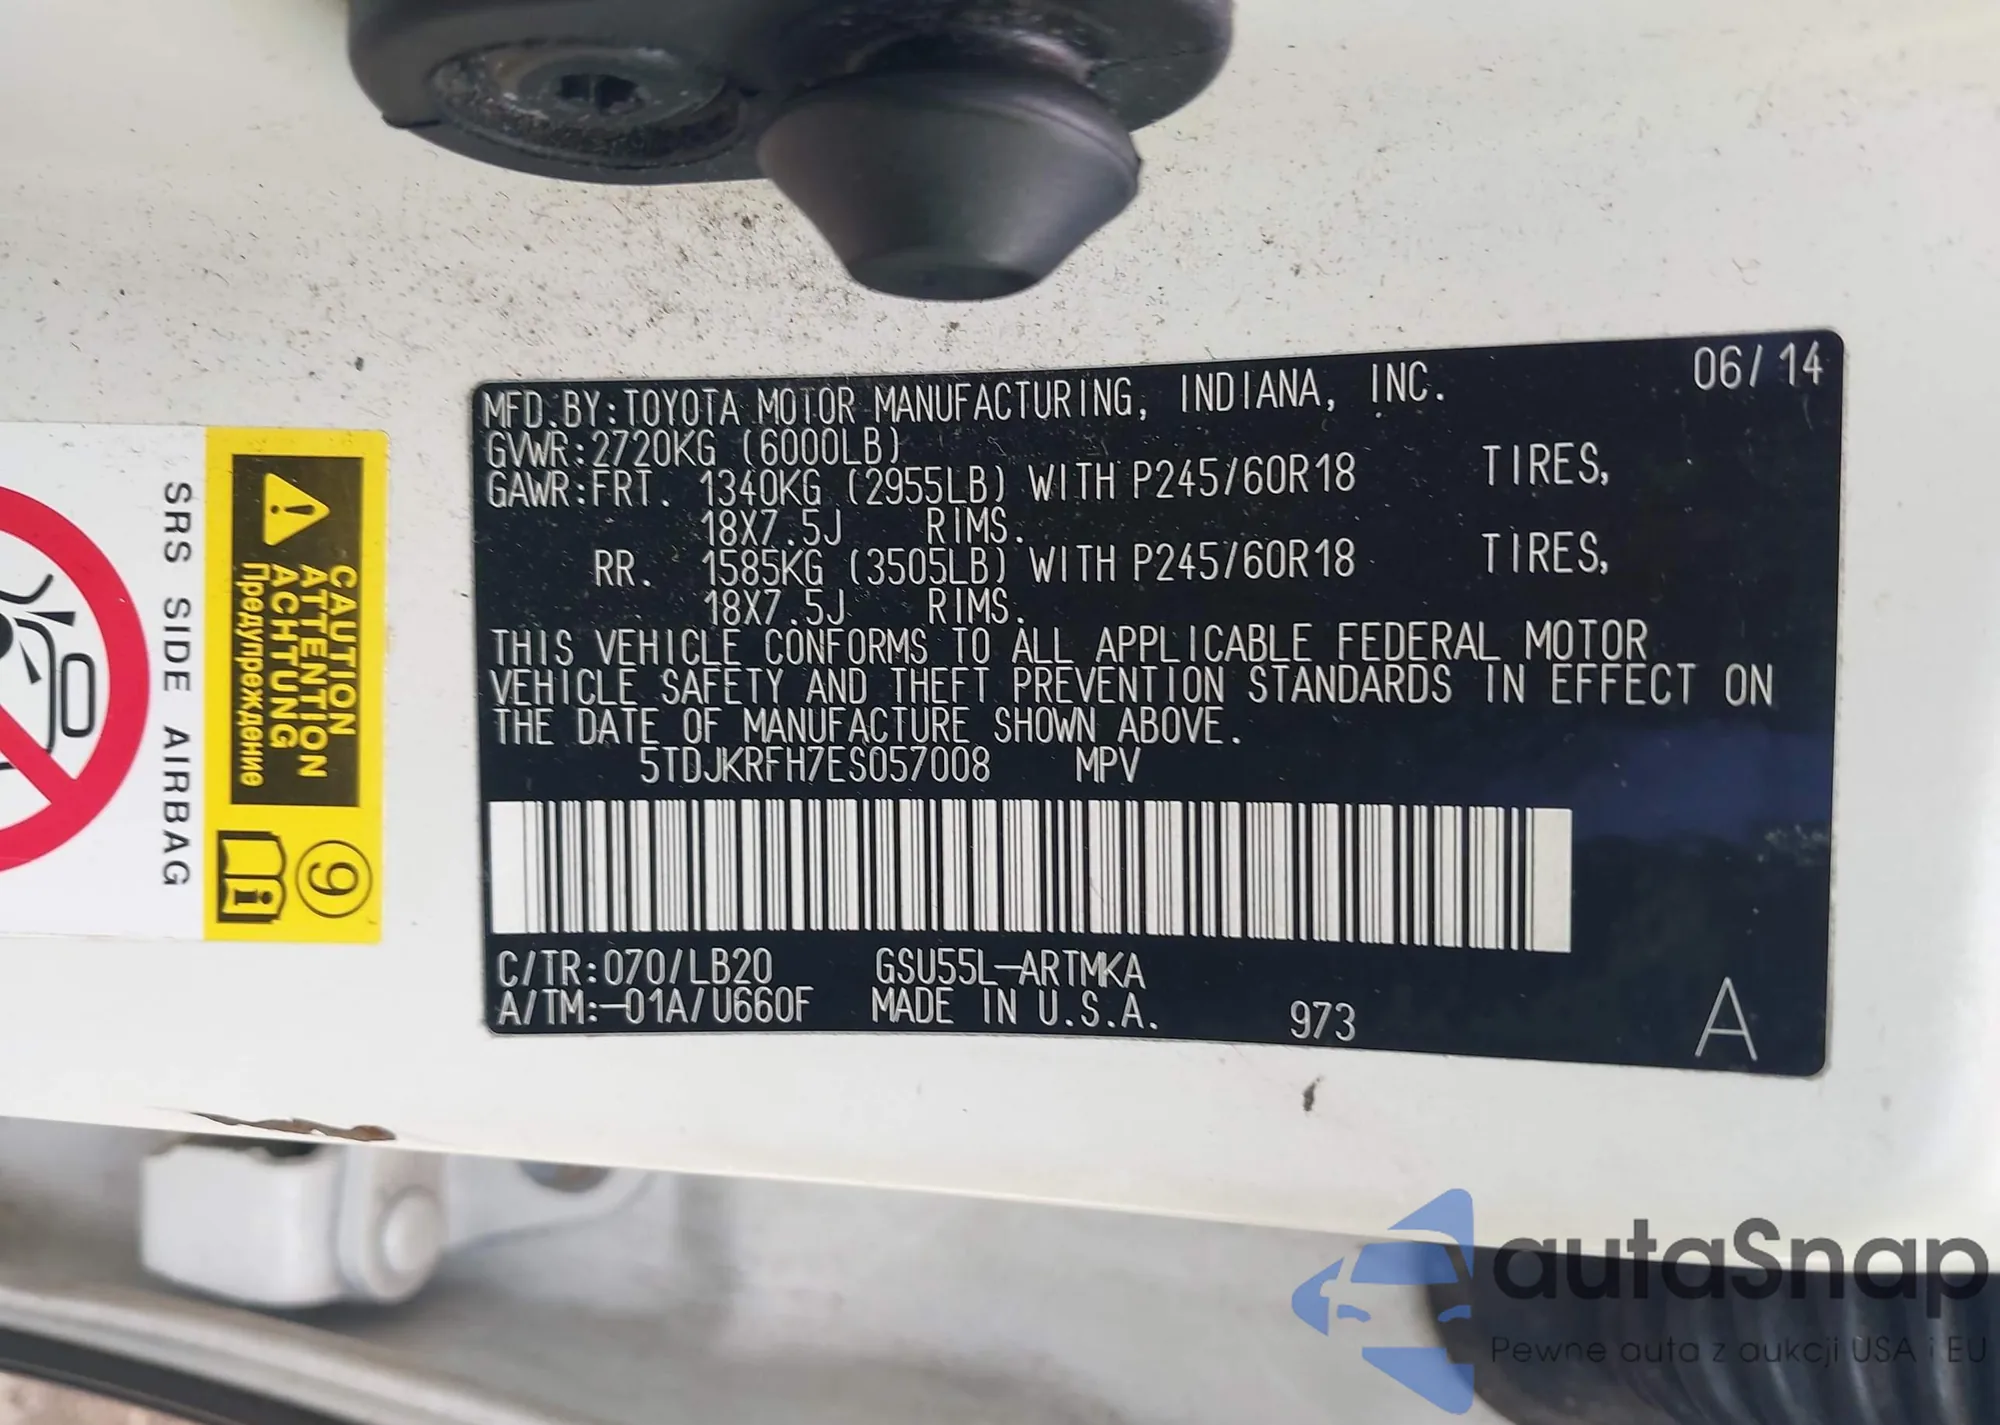 MFD.BY:TOYOTA MOTOR MANUFACTURING, INDIANA, INC. 06/14
GVWR:2720KG (6000LB)
GAWR:FRT. 1340KG (2955LB) WITH P245/60R18 TIRES,
18X7.5J RIMS.
RR. 1585KG (3505LB) WITH P245/60R18 TIRES,
18X7.5J RIMS.
THIS VEHICLE CONFORMS TO ALL APPLICABLE FEDERAL MOTOR
VEHICLE SAFETY AND THEFT PREVENTION STANDARDS IN EFFECT ON
THE DATE OF MANUFACTURE SHOWN ABOVE.
5TDJKRFH7ES057008 MPV
C/TR:070/LB20 GSU55L-ARTMKA
A/TM:-01A/U660F MADE IN U.S.A. 973 A
CAUTION
ATTENTION
ACHTUNG
Предупреждение
9
SRS SIDE AIRBAG
autaSnap
Pewne auta z aukcji USA i EU